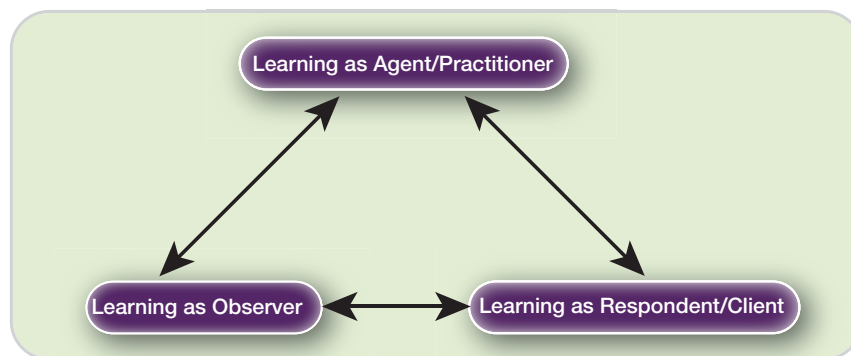 Learning as Agent/Practitioner
Learning as Observer
Learning as Respondent/Client